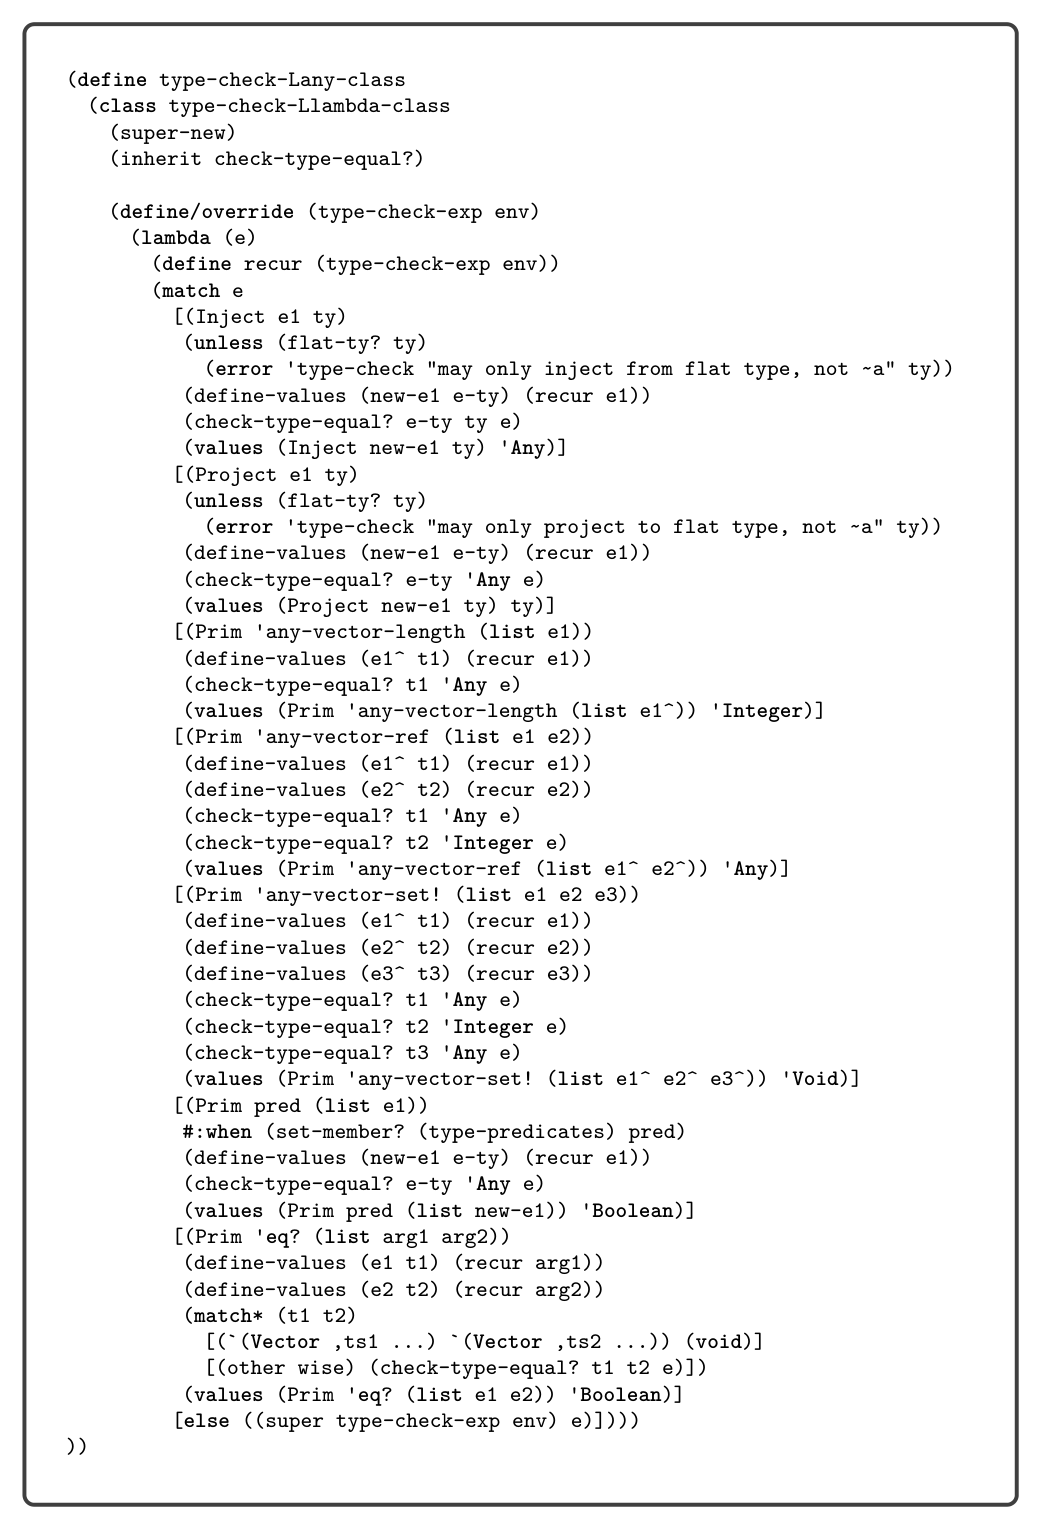 (define type-check-Lany-class
  (class type-check-Llambda-class
    (super-new)
    (inherit check-type-equal?)

    (define/override (type-check-exp env)
      (lambda (e)
        (define recur (type-check-exp env))
        (match e
          [(Inject e1 ty)
           (unless (flat-ty? ty)
             (error 'type-check "may only inject from flat type, not ~a" ty))
           (define-values (new-e1 e-ty) (recur e1))
           (check-type-equal? e-ty ty e)
           (values (Inject new-e1 ty) 'Any)]
          [(Project e1 ty)
           (unless (flat-ty? ty)
             (error 'type-check "may only project to flat type, not ~a" ty))
           (define-values (new-e1 e-ty) (recur e1))
           (check-type-equal? e-ty 'Any e)
           (values (Project new-e1 ty) ty)]
          [(Prim 'any-vector-length (list e1))
           (define-values (e1^ t1) (recur e1))
           (check-type-equal? t1 'Any e)
           (values (Prim 'any-vector-length (list e1^)) 'Integer)]
          [(Prim 'any-vector-ref (list e1 e2))
           (define-values (e1^ t1) (recur e1))
           (define-values (e2^ t2) (recur e2))
           (check-type-equal? t1 'Any e)
           (check-type-equal? t2 'Integer e)
           (values (Prim 'any-vector-ref (list e1^ e2^)) 'Any)]
          [(Prim 'any-vector-set! (list e1 e2 e3))
           (define-values (e1^ t1) (recur e1))
           (define-values (e2^ t2) (recur e2))
           (define-values (e3^ t3) (recur e3))
           (check-type-equal? t1 'Any e)
           (check-type-equal? t2 'Integer e)
           (check-type-equal? t3 'Any e)
           (values (Prim 'any-vector-set! (list e1^ e2^ e3^)) 'Void)]
          [(Prim pred (list e1))
           #:when (set-member? (type-predicates) pred)
           (define-values (new-e1 e-ty) (recur e1))
           (check-type-equal? e-ty 'Any e)
           (values (Prim pred (list new-e1)) 'Boolean)]
          [(Prim 'eq? (list arg1 arg2))
           (define-values (e1 t1) (recur arg1))
           (define-values (e2 t2) (recur arg2))
           (match* (t1 t2)
             [(`(Vector ,ts1 ...) `(Vector ,ts2 ...)) (void)]
             [(other wise) (check-type-equal? t1 t2 e)])
           (values (Prim 'eq? (list e1 e2)) 'Boolean)]
          [else ((super type-check-exp env) e)])))
))